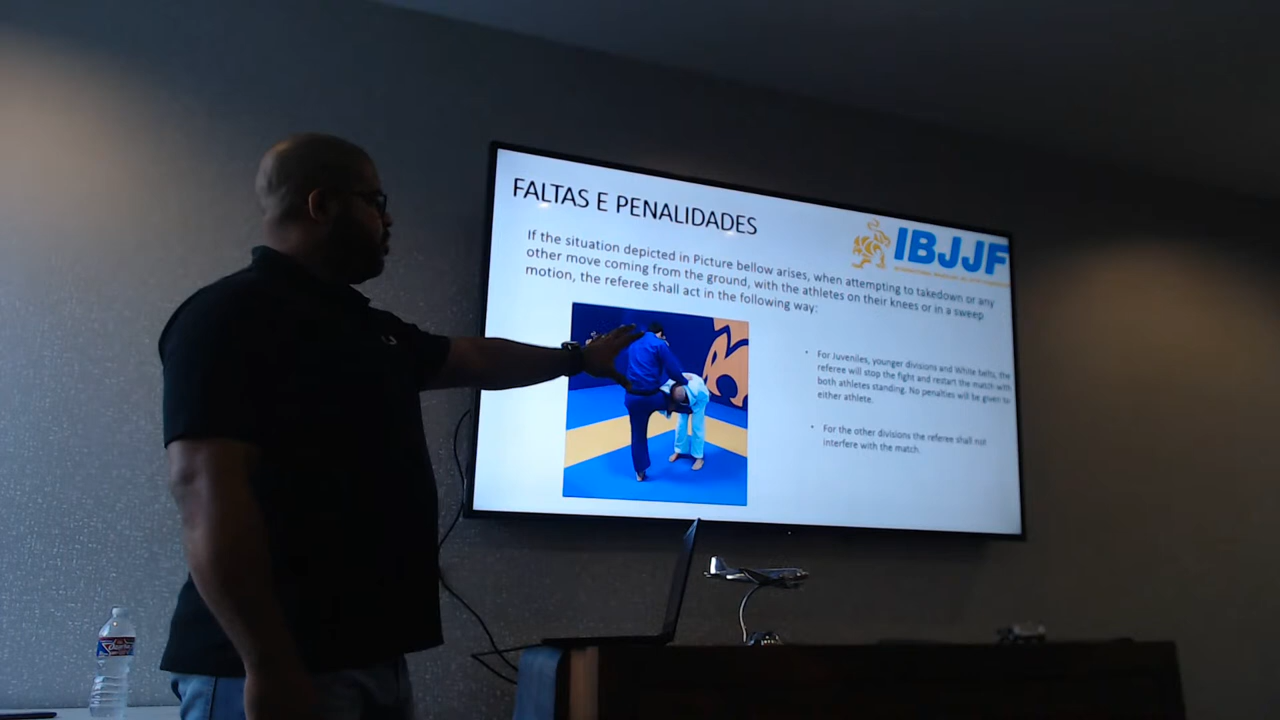 FALTAS E PENALIDADES
IBJJF
If the situation depicted in Picture bellow arises, when attempting to takedown or any
other move coming from the ground, with the athletes on their knees or in a sweep
motion, the referee shall act in the following way:
• For Juveniles, younger divisions and White belts, the
referee will stop the fight and restart the match with
both athletes standing. No penalties will be given to
either athlete.
• For the other divisions the referee shall not
interfere with the match.